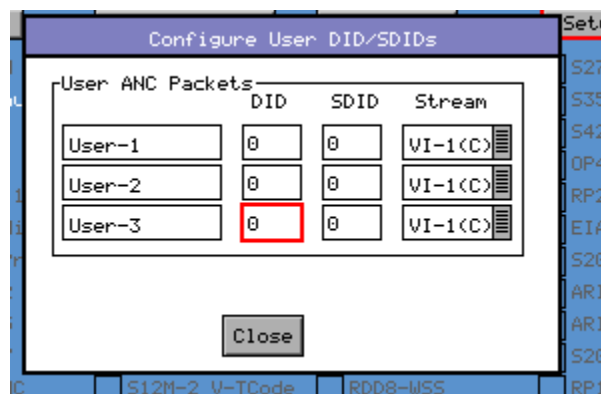 Configure User DID/SDIDs
User ANC Packets
DID SDID Stream
User-1 0 0 VI-1(C)
User-2 0 0 VI-1(C)
User-3 0 0 VI-1(C)
Close
S12M-2 V-TCode RDD8-WSS